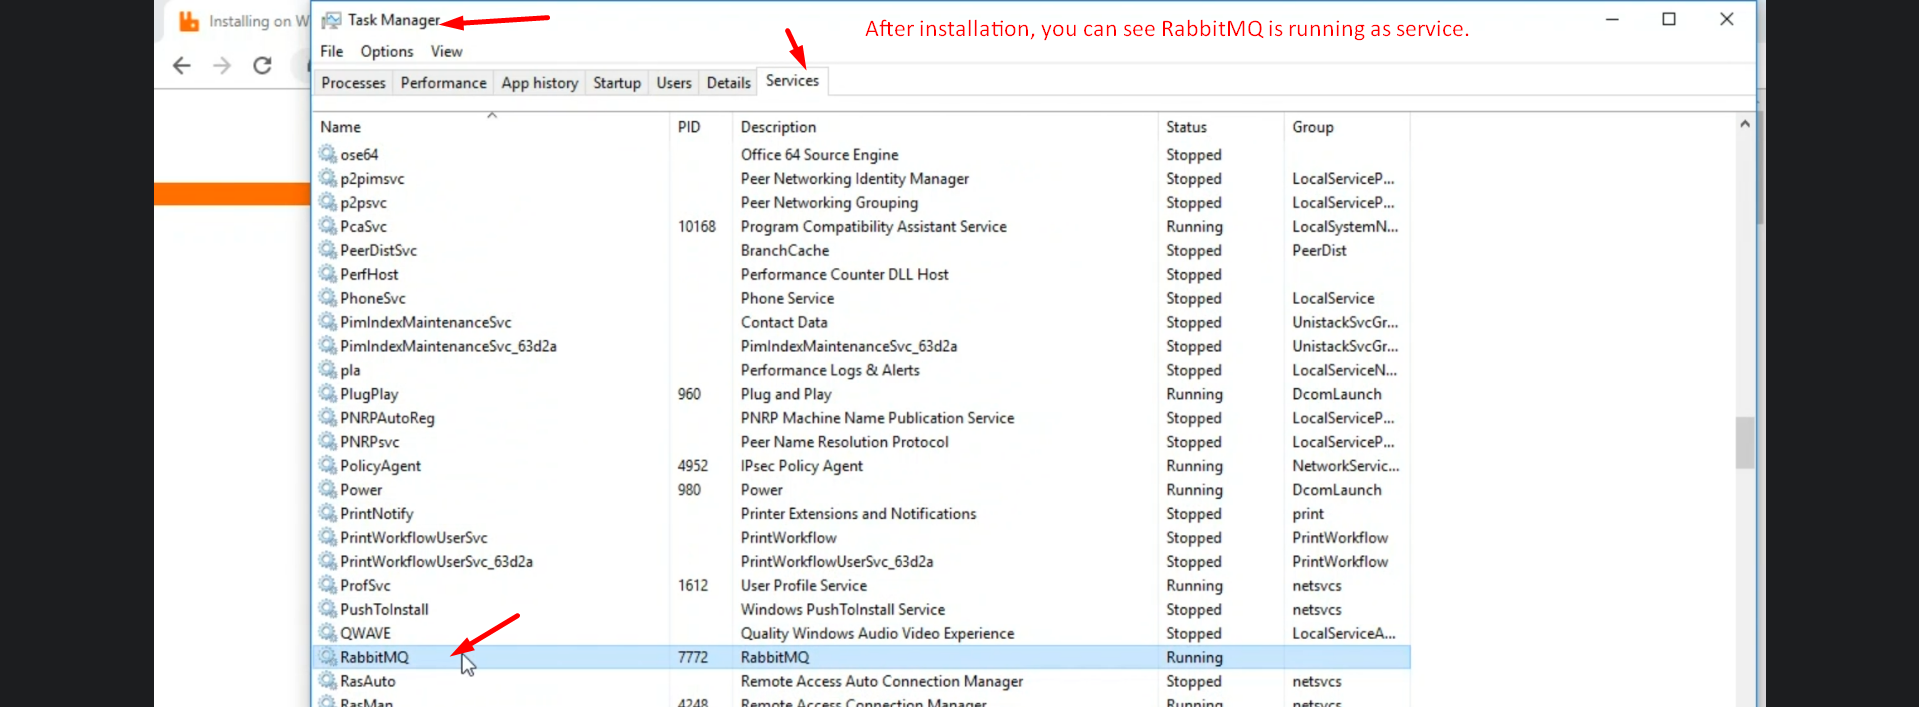 Installing on W
Task Manager
After installation, you can see RabbitMQ is running as service.
File Options View
Processes Performance App history Startup Users Details Services
Name PID Description Status Group
ose64 Office 64 Source Engine Stopped
p2pimsvc Peer Networking Identity Manager Stopped LocalServiceP...
p2psvc Peer Networking Grouping Stopped LocalServiceP...
PcaSvc 10168 Program Compatibility Assistant Service Running LocalSystemN...
PeerDistSvc BranchCache Stopped PeerDist
PerfHost Performance Counter DLL Host Stopped
PhoneSvc Phone Service Stopped LocalService
PimIndexMaintenanceSvc Contact Data Stopped UnistackSvcGr...
PimIndexMaintenanceSvc_63d2a PimIndexMaintenanceSvc_63d2a Stopped UnistackSvcGr...
pla Performance Logs & Alerts Stopped LocalServiceN...
PlugPlay 960 Plug and Play Running DcomLaunch
PNRPAutoReg PNRP Machine Name Publication Service Stopped LocalServiceP...
PNRPsvc Peer Name Resolution Protocol Stopped LocalServiceP...
PolicyAgent 4952 IPsec Policy Agent Running NetworkServic...
Power 980 Power Running DcomLaunch
PrintNotify Printer Extensions and Notifications Stopped print
PrintWorkflowUserSvc PrintWorkflow Stopped PrintWorkflow
PrintWorkflowUserSvc_63d2a PrintWorkflowUserSvc_63d2a Stopped PrintWorkflow
ProfSvc 1612 User Profile Service Running netsvcs
PushToInstall Windows PushToInstall Service Stopped netsvcs
QWAVE Quality Windows Audio Video Experience Stopped LocalServiceA...
RabbitMQ 7772 RabbitMQ Running
RasAuto Remote Access Auto Connection Manager Stopped netsvcs
RasMan 4248 Remote Access Connection Manager Running netsvcs